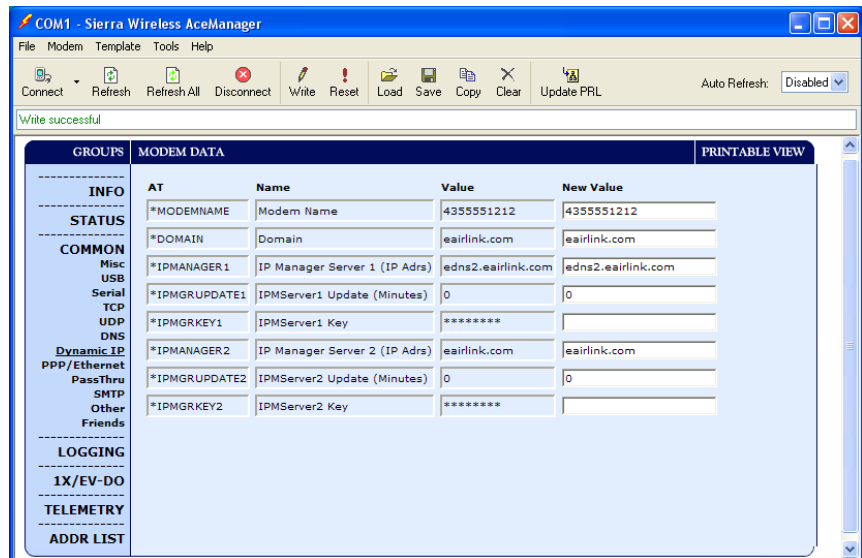 COM1 - Sierra Wireless AceManager
File Modem Template Tools Help
Connect Refresh Refresh All Disconnect Write Reset Load Save Copy Clear Update PRL Auto Refresh: Disabled
Write successful
GROUPS MODEM DATA PRINTABLE VIEW
INFO
STATUS
COMMON
Misc
USB
Serial
TCP
UDP
DNS
Dynamic IP
PPP/Ethernet
PassThru
SMTP
Other
Friends
LOGGING
1X/EV-DO
TELEMETRY
ADDR LIST
AT Name Value New Value
*MODEMNAME Modem Name 4355551212 4355551212
*DOMAIN Domain eairlink.com eairlink.com
*IPMANAGER1 IP Manager Server 1 (IP Adrs) edns2.eairlink.com edns2.eairlink.com
*IPMGRUPDATE1 IPMServer1 Update (Minutes) 0 0
*IPMGRKEY1 IPMServer1 Key ********
*IPMANAGER2 IP Manager Server 2 (IP Adrs) eairlink.com eairlink.com
*IPMGRUPDATE2 IPMServer2 Update (Minutes) 0 0
*IPMGRKEY2 IPMServer2 Key ********